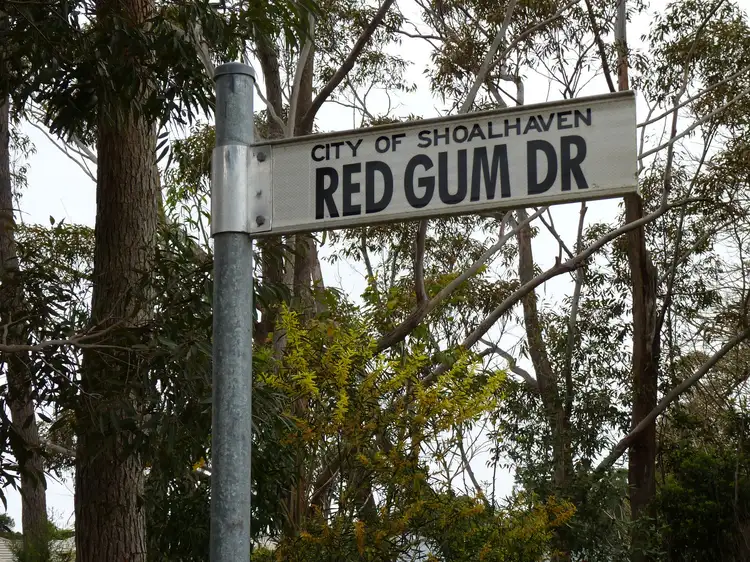 CITY OF SHOALHAVEN
RED GUM DR